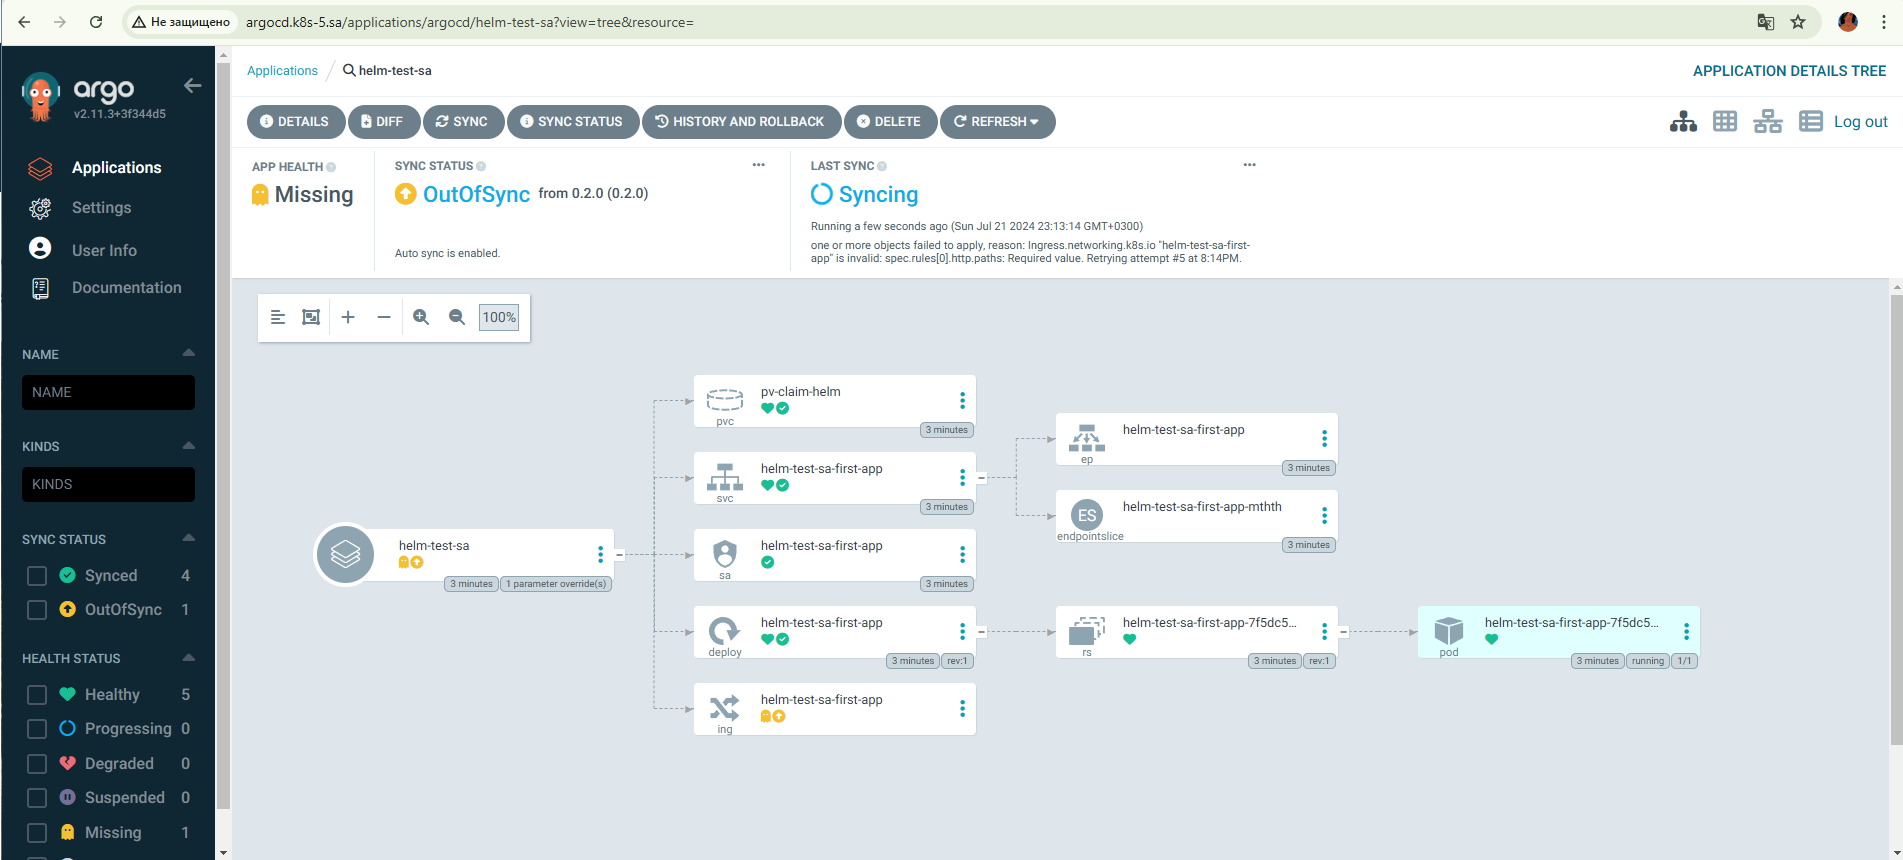 Не защищено
argocd.k8s-5.sa/applications/argocd/helm-test-sa?view=tree&resource=
argo
v2.11.3+3f344d5
Applications
Settings
User Info
Documentation
NAME
NAME
KINDS
KINDS
SYNC STATUS
Synced 4
OutOfSync 1
HEALTH STATUS
Healthy 5
Progressing 0
Degraded 0
Suspended 0
Missing 1
Applications / helm-test-sa
APPLICATION DETAILS TREE
DETAILS DIFF SYNC SYNC STATUS HISTORY AND ROLLBACK DELETE REFRESH
Log out
APP HEALTH
Missing
SYNC STATUS
OutOfSync from 0.2.0 (0.2.0)
Auto sync is enabled.
LAST SYNC
Syncing
Running a few seconds ago (Sun Jul 21 2024 23:13:14 GMT+0300)
one or more objects failed to apply, reason: Ingress.networking.k8s.io "helm-test-sa-first-
app" is invalid: spec.rules[0].http.paths: Required value. Retrying attempt #5 at 8:14PM.
100%
helm-test-sa
3 minutes 1 parameter override(s)
pv-claim-helm
pvc
3 minutes
helm-test-sa-first-app
svc
3 minutes
helm-test-sa-first-app
ep
3 minutes
helm-test-sa-first-app-mthth
ES
endpointslice
3 minutes
helm-test-sa-first-app
sa
3 minutes
helm-test-sa-first-app
deploy
3 minutes rev:1
helm-test-sa-first-app-7f5dc5...
rs
3 minutes rev:1
helm-test-sa-first-app-7f5dc5...
pod
3 minutes running 1/1
helm-test-sa-first-app
ing